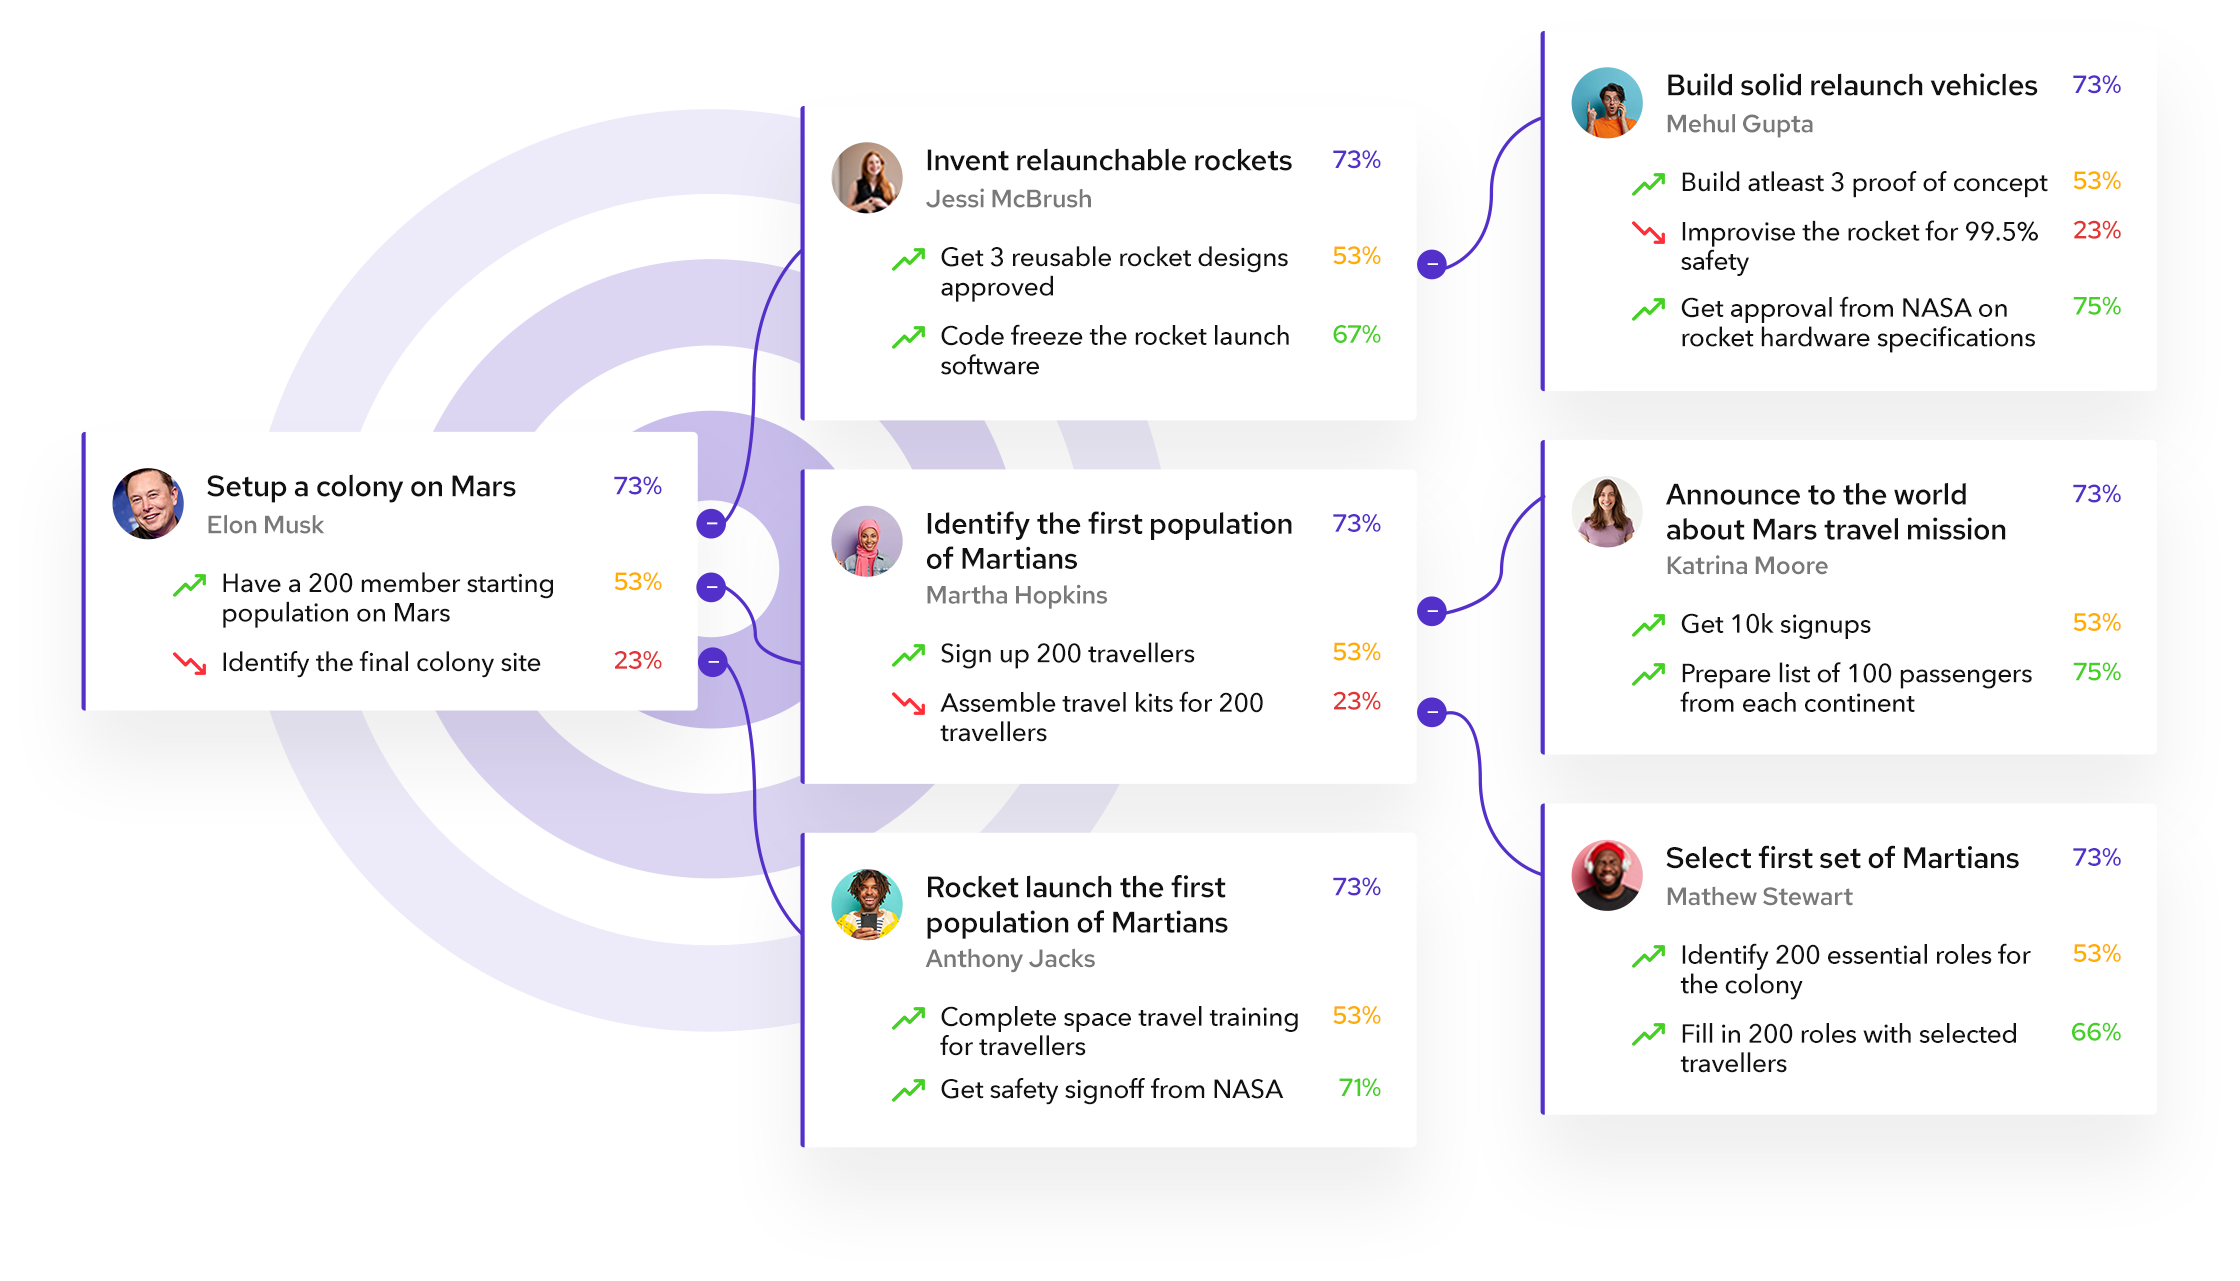 Setup a colony on Mars 73%
Elon Musk
Have a 200 member starting 53%
population on Mars
Identify the final colony site 23%
Invent relaunchable rockets 73%
Jessi McBrush
Get 3 reusable rocket designs 53%
approved
Code freeze the rocket launch 67%
software
Identify the first population 73%
of Martians
Martha Hopkins
Sign up 200 travellers 53%
Assemble travel kits for 200 23%
travellers
Rocket launch the first 73%
population of Martians
Anthony Jacks
Complete space travel training 53%
for travellers
Get safety signoff from NASA 71%
Build solid relaunch vehicles 73%
Mehul Gupta
Build atleast 3 proof of concept 53%
Improvise the rocket for 99.5% 23%
safety
Get approval from NASA on 75%
rocket hardware specifications
Announce to the world 73%
about Mars travel mission
Katrina Moore
Get 10k signups 53%
Prepare list of 100 passengers 75%
from each continent
Select first set of Martians 73%
Mathew Stewart
Identify 200 essential roles for 53%
the colony
Fill in 200 roles with selected 66%
travellers